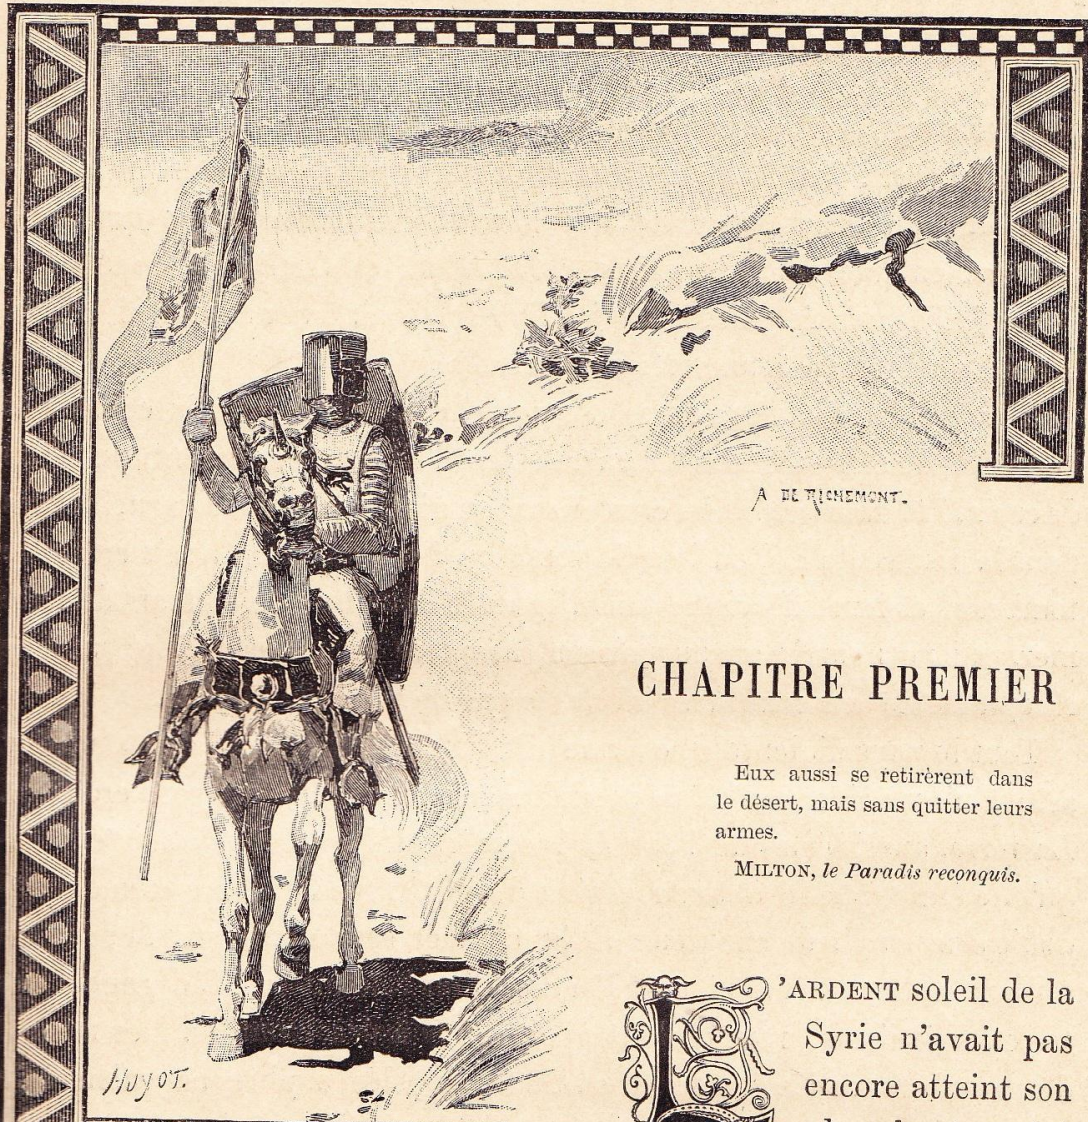 A DE RICHEMONT.
CHAPITRE PREMIER
Eux aussi se retirèrent dans
le désert, mais sans quitter leurs
armes.
MILTON, le Paradis reconquis.
L'ARDENT soleil de la
Syrie n'avait pas
encore atteint son
HUYOT.